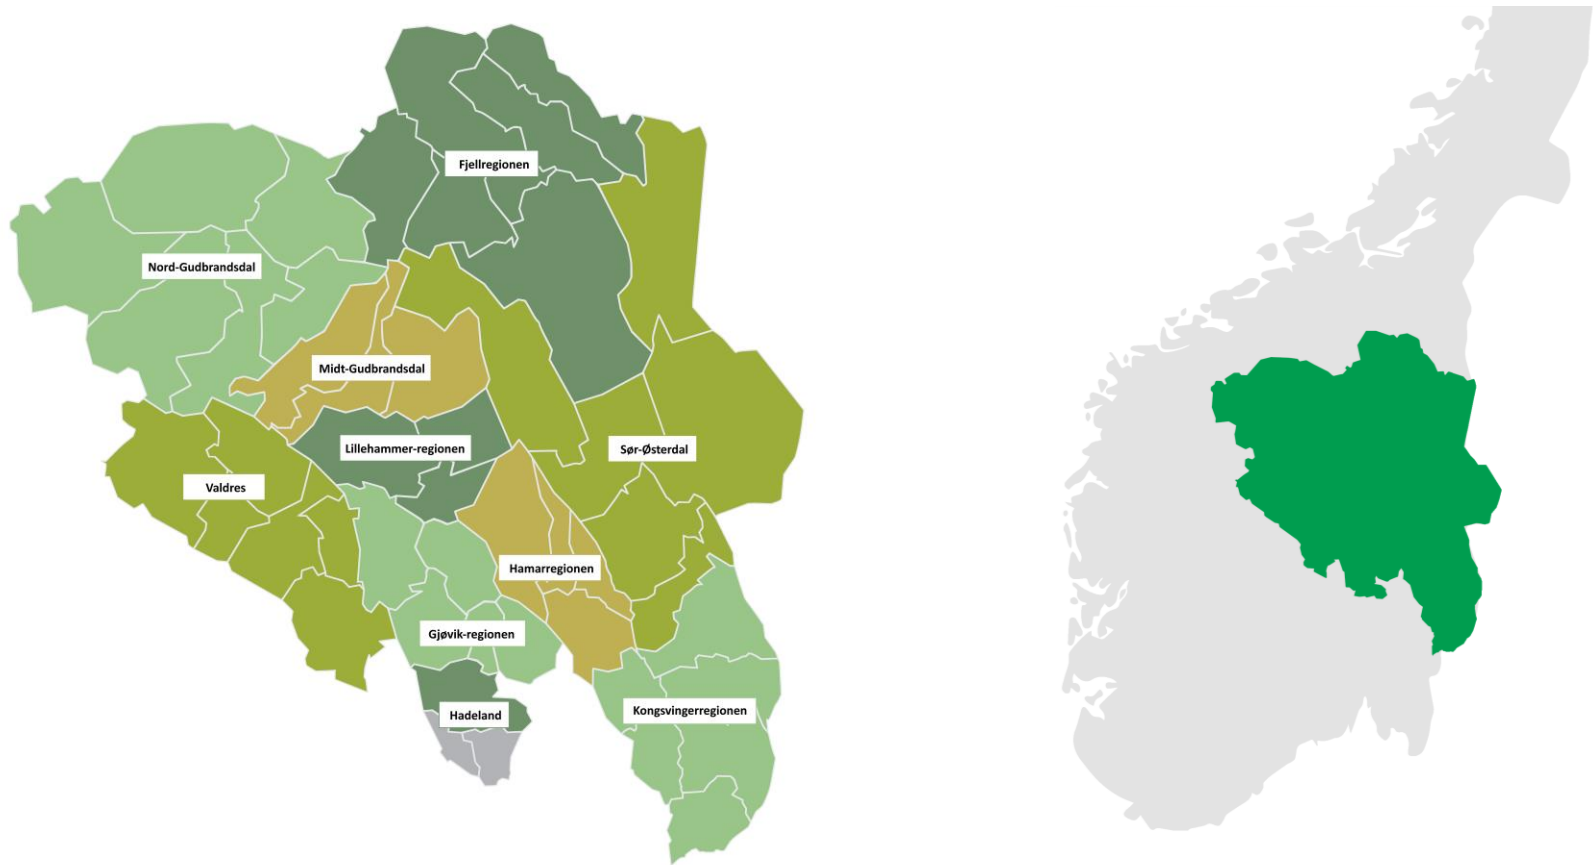 Fjellregionen
Nord-Gudbrandsdal
Midt-Gudbrandsdal
Lillehammer-regionen
Sør-Østerdal
Valdres
Hamarregionen
Gjøvik-regionen
Kongsvingerregionen
Hadeland